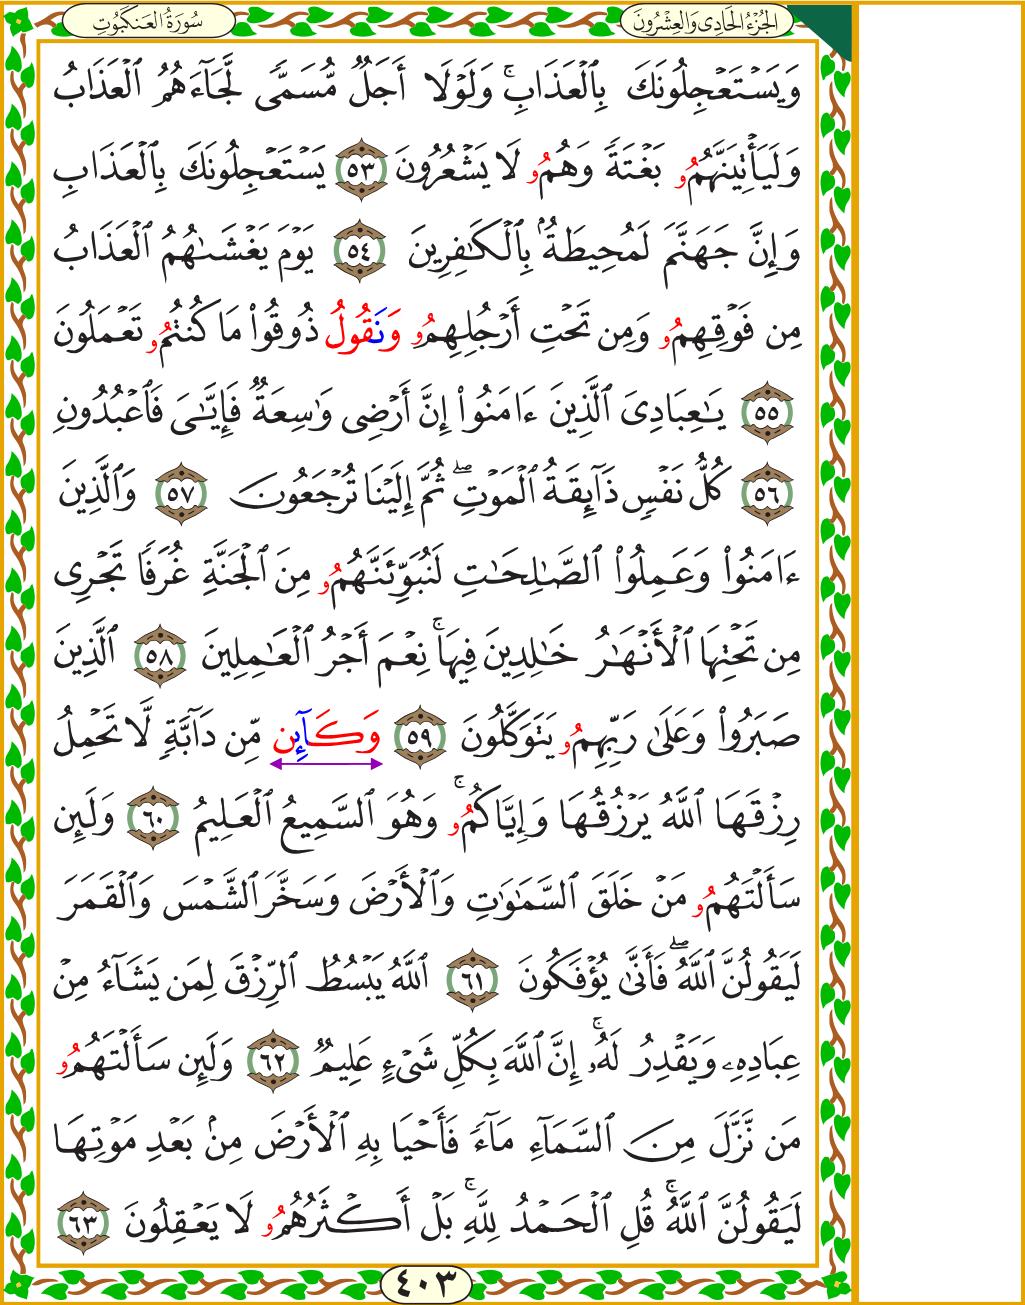 الجُزْءُ الحَادِي وَالعِشْرُونَ
سُورَةُ العَنكَبُوتِ
وَيَسۡتَعۡجِلُونَكَ بِٱلۡعَذَابِۚ وَلَوۡلَآ أَجَلٞ مُّسَمّٗى لَّجَآءَهُمُ ٱلۡعَذَابُ
وَلَيَأۡتِيَنَّهُمُو بَغۡتَةٗ وَهُمُو لَا يَشۡعُرُونَ ٥٣ يَسۡتَعۡجِلُونَكَ بِٱلۡعَذَابِ
وَإِنَّ جَهَنَّمَ لَمُحِيطَةُۢ بِٱلۡكَٰفِرِينَ ٥٤ يَوۡمَ يَغۡشَىٰهُمُ ٱلۡعَذَابُ
مِن فَوۡقِهِمُو وَمِن تَحۡتِ أَرۡجُلِهِمُو وَنَقُولُ ذُوقُواْ مَا كُنتُمُو تَعۡمَلُونَ
٥٥ يَٰعِبَادِيَ ٱلَّذِينَ ءَامَنُوٓاْ إِنَّ أَرۡضِي وَٰسِعَةٞ فَإِيَّٰيَ فَٱعۡبُدُونِ
٥٦ كُلُّ نَفۡسٖ ذَآئِقَةُ ٱلۡمَوۡتِۖ ثُمَّ إِلَيۡنَا تُرۡجَعُونَ ٥٧ وَٱلَّذِينَ
ءَامَنُواْ وَعَمِلُواْ ٱلصَّٰلِحَٰتِ لَنُبَوِّئَنَّهُمُو مِنَ ٱلۡجَنَّةِ غُرَفٗا تَجۡرِي
مِن تَحۡتِهَا ٱلۡأَنۡهَٰرُ خَٰلِدِينَ فِيهَاۚ نِعۡمَ أَجۡرُ ٱلۡعَٰمِلِينَ ٥٨ ٱلَّذِينَ
صَبَرُواْ وَعَلَىٰ رَبِّهِمُو يَتَوَكَّلُونَ ٥٩ وَكَآئِن مِّن دَآبَّةٖ لَّا تَحۡمِلُ
رِزۡقَهَا ٱللَّهُ يَرۡزُقُهَا وَإِيَّاكُمُوۚ وَهُوَ ٱلسَّمِيعُ ٱلۡعَلِيمُ ٦٠ وَلَئِن
سَأَلۡتَهُمُو مَنۡ خَلَقَ ٱلسَّمَٰوَٰتِ وَٱلۡأَرۡضَ وَسَخَّرَ ٱلشَّمۡسَ وَٱلۡقَمَرَ
لَيَقُولُنَّ ٱللَّهُۖ فَأَنَّىٰ يُؤۡفَكُونَ ٦١ ٱللَّهُ يَبۡسُطُ ٱلرِّزۡقَ لِمَن يَشَآءُ مِنۡ
عِبَادِهِۦ وَيَقۡدِرُ لَهُۥٓۚ إِنَّ ٱللَّهَ بِكُلِّ شَيۡءٍ عَلِيمٞ ٦٢ وَلَئِن سَأَلۡتَهُمُو
مَن نَّزَّلَ مِنَ ٱلسَّمَآءِ مَآءٗ فَأَحۡيَا بِهِ ٱلۡأَرۡضَ مِنۢ بَعۡدِ مَوۡتِهَا
لَيَقُولُنَّ ٱللَّهُۚ قُلِ ٱلۡحَمۡدُ لِلَّهِۚ بَلۡ أَكۡثَرُهُمُو لَا يَعۡقِلُونَ ٦٣
٤٠٣